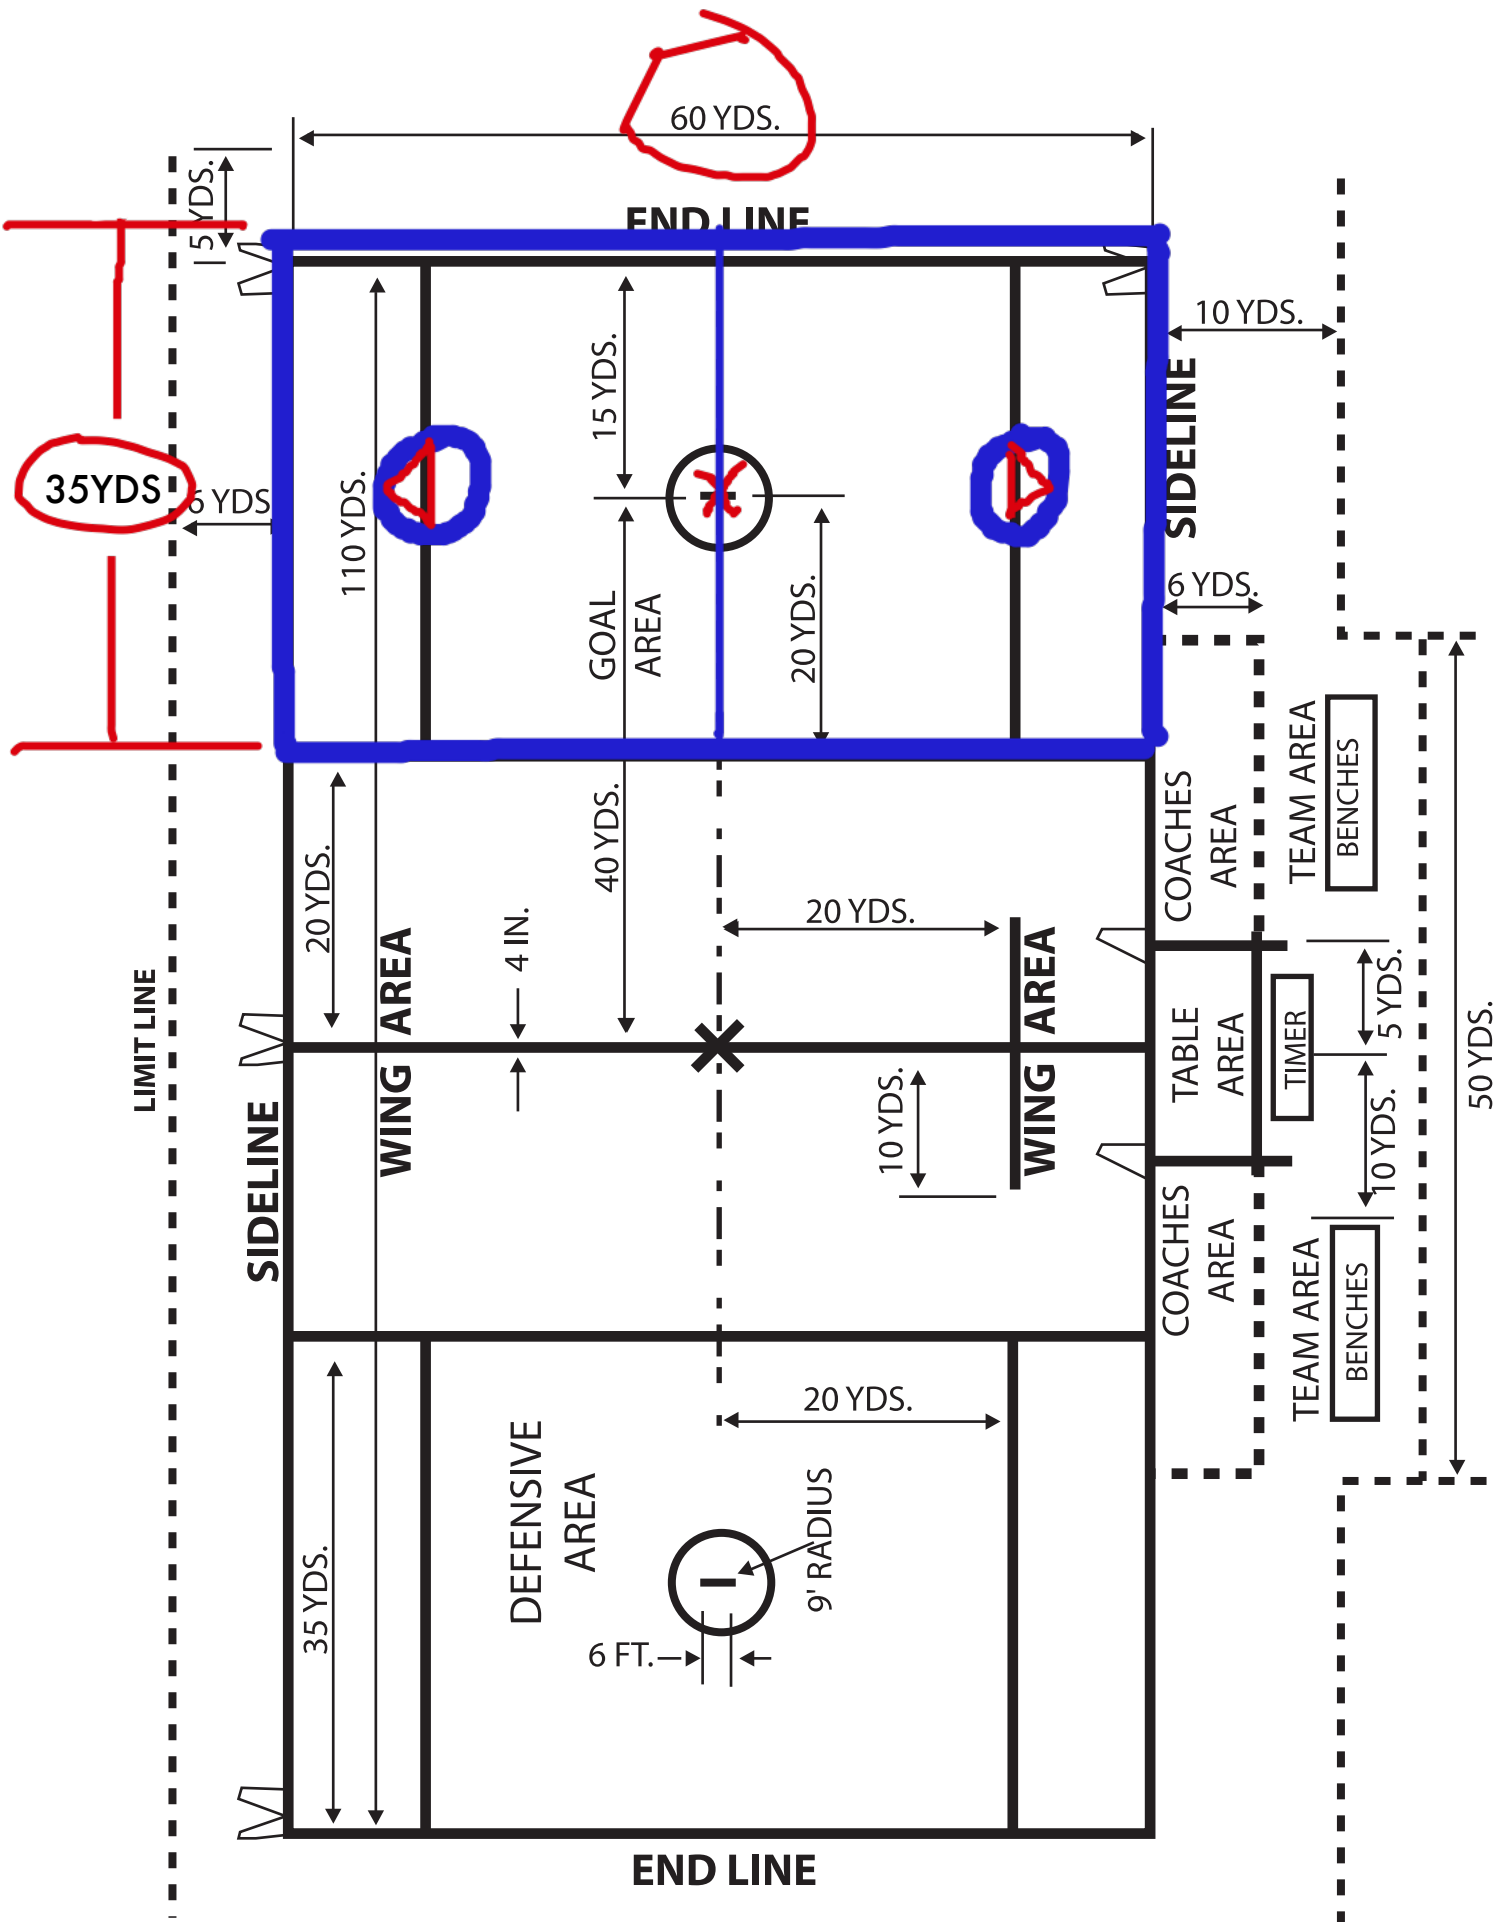 60 YDS.
5 YDS.
END LINE
10 YDS.
15 YDS.
SIDELINE
35YDS
6 YDS
110 YDS.
GOAL
AREA
20 YDS.
6 YDS.
20 YDS.
40 YDS.
4 IN.
20 YDS.
COACHES
AREA
TEAM AREA
BENCHES
LIMIT LINE
WING AREA
WING AREA
TABLE
AREA
TIMER
5 YDS.
10 YDS.
50 YDS.
10 YDS.
SIDELINE
COACHES
AREA
TEAM AREA
BENCHES
20 YDS.
DEFENSIVE
AREA
35 YDS.
9' RADIUS
6 FT.
END LINE